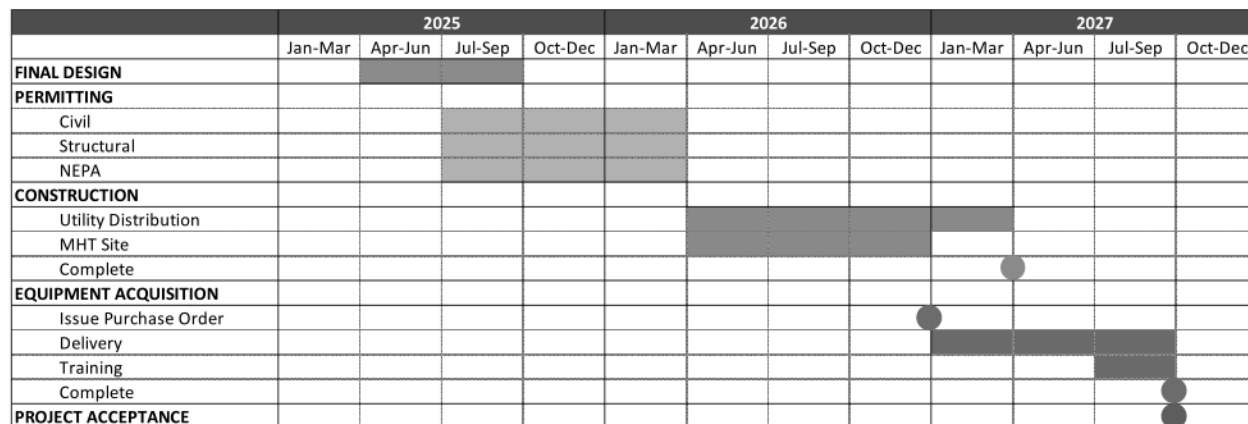 2025 2026 2027
Jan-Mar Apr-Jun Jul-Sep Oct-Dec Jan-Mar Apr-Jun Jul-Sep Oct-Dec Jan-Mar Apr-Jun Jul-Sep Oct-Dec
FINAL DESIGN
PERMITTING
Civil
Structural
NEPA
CONSTRUCTION
Utility Distribution
MHT Site
Complete
EQUIPMENT ACQUISITION
Issue Purchase Order
Delivery
Training
Complete
PROJECT ACCEPTANCE